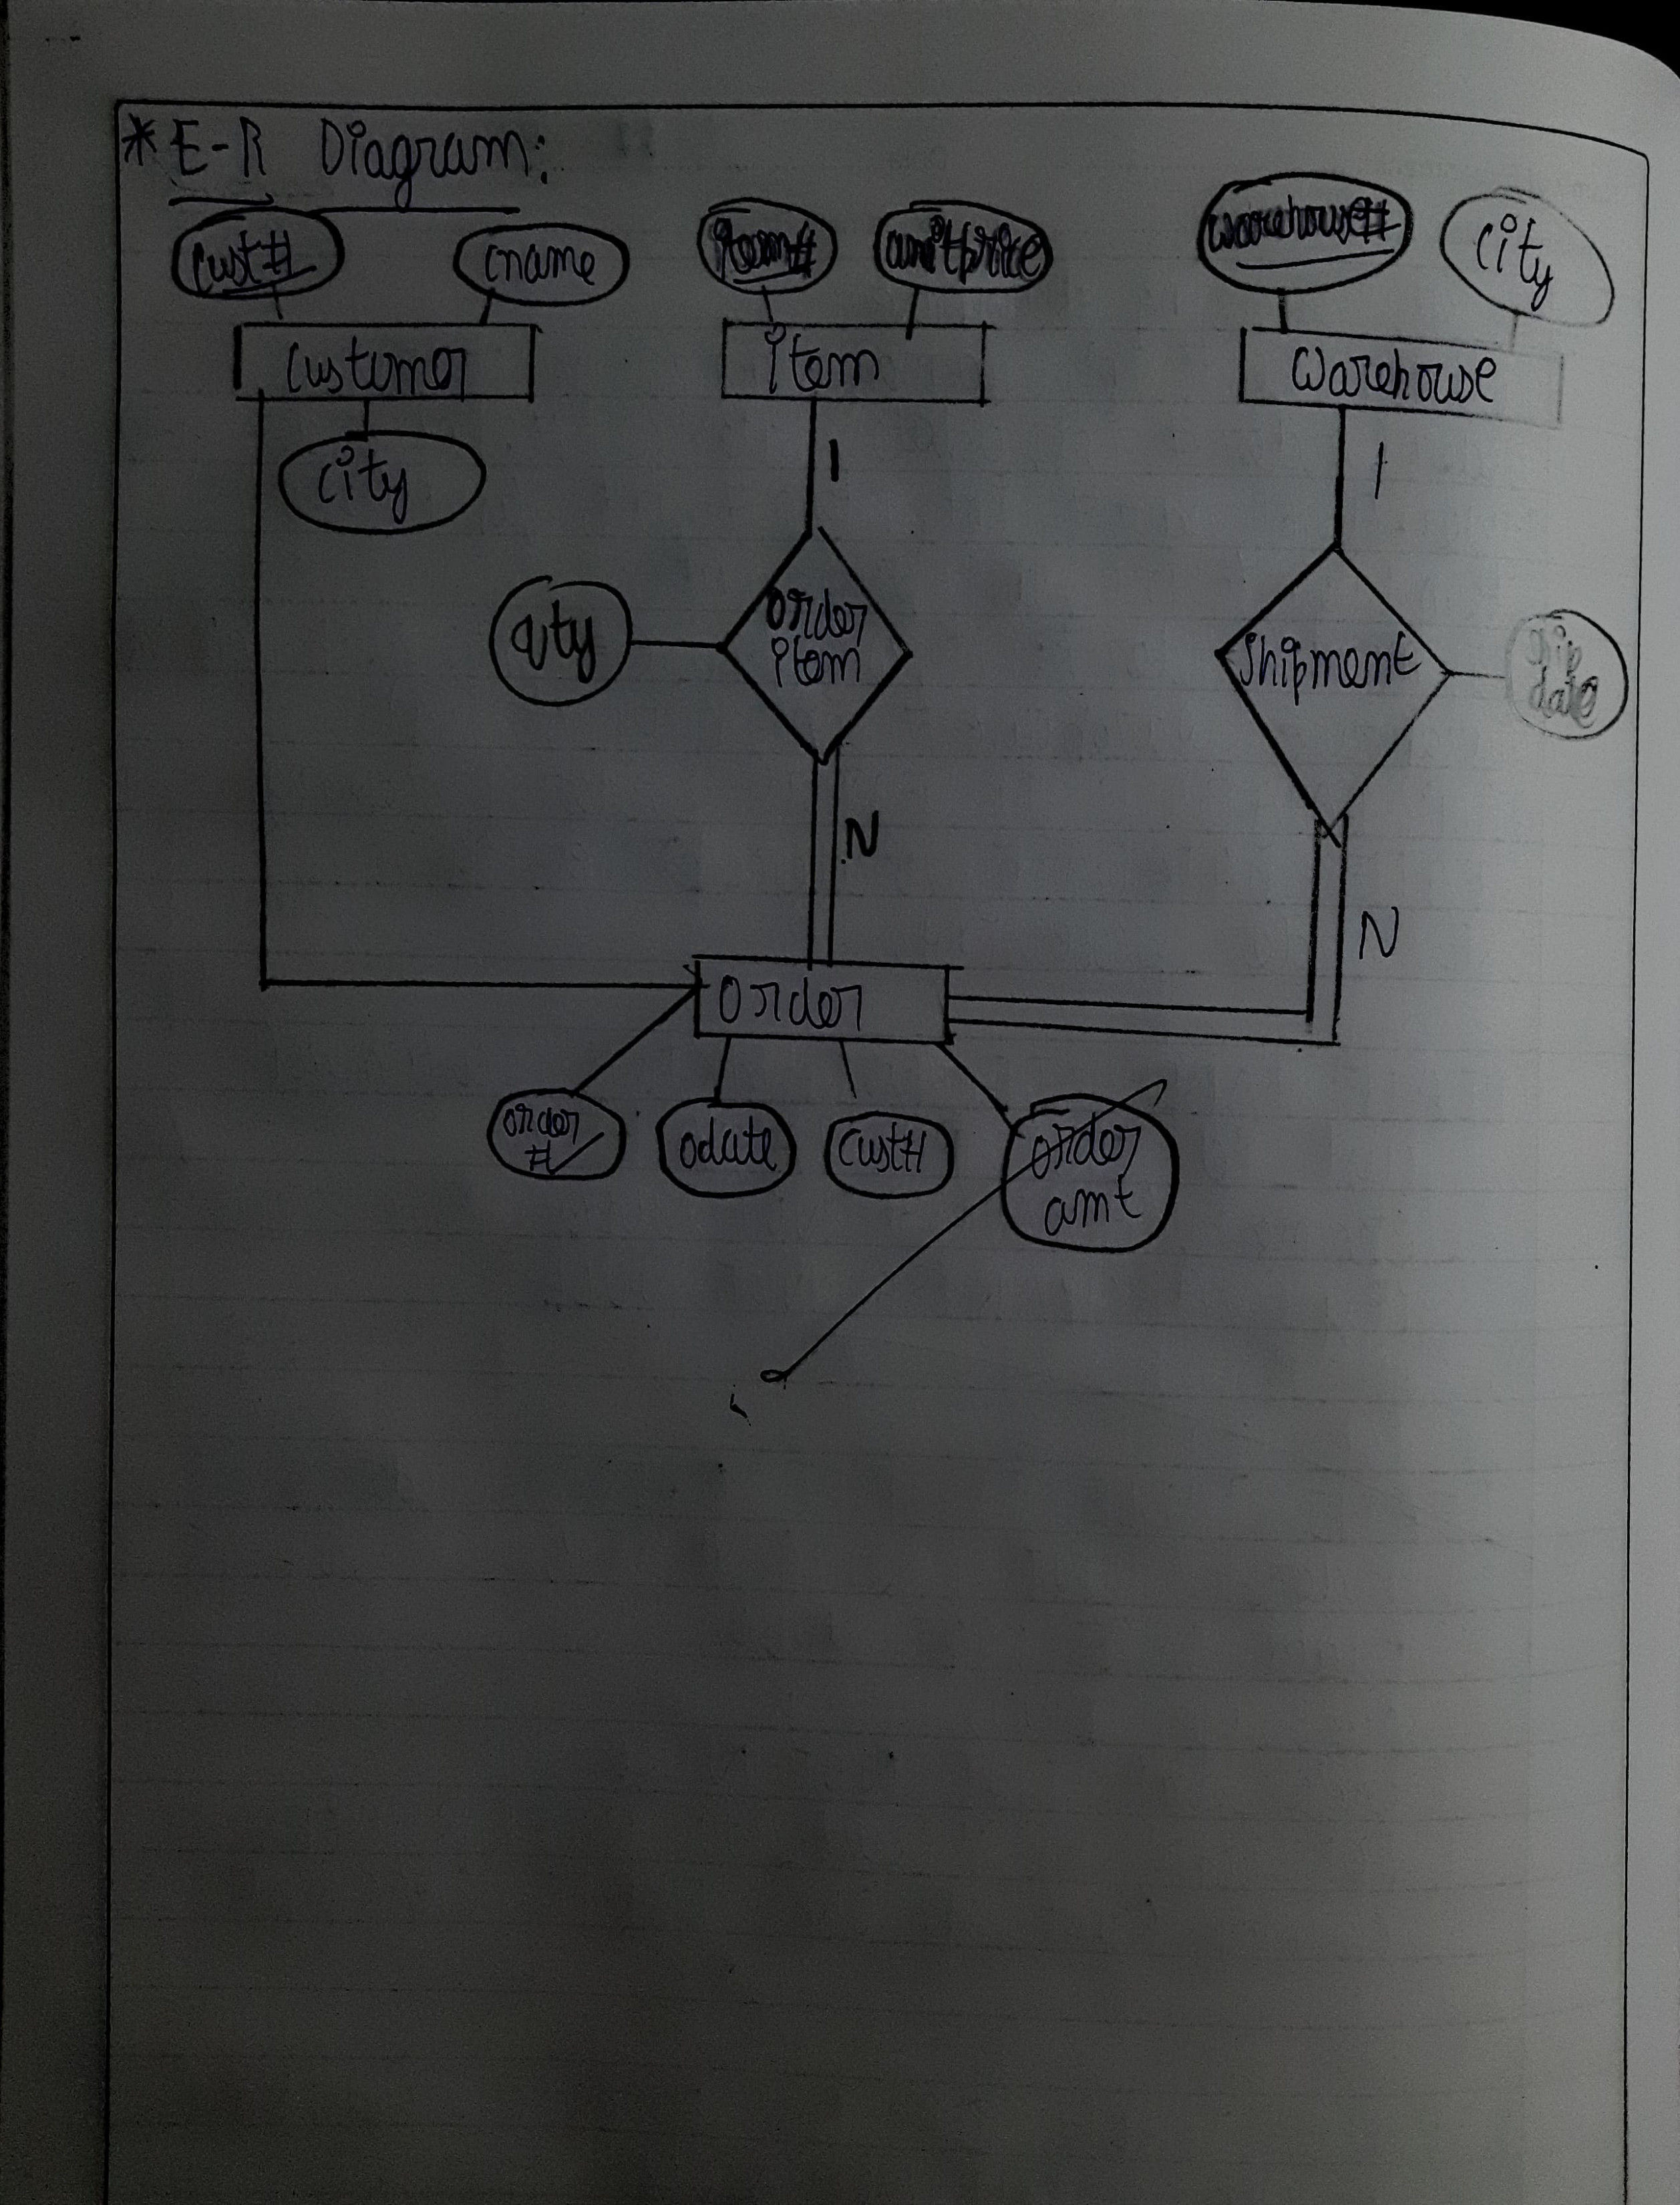 * E-R Diagram:
cust#
cname
item#
unitprice
warehouse#
city
customer
item
warehouse
city
1
1
qty
order
item
shipment
ship
date
N
N
order
order
#
odate
cust#
order
amt